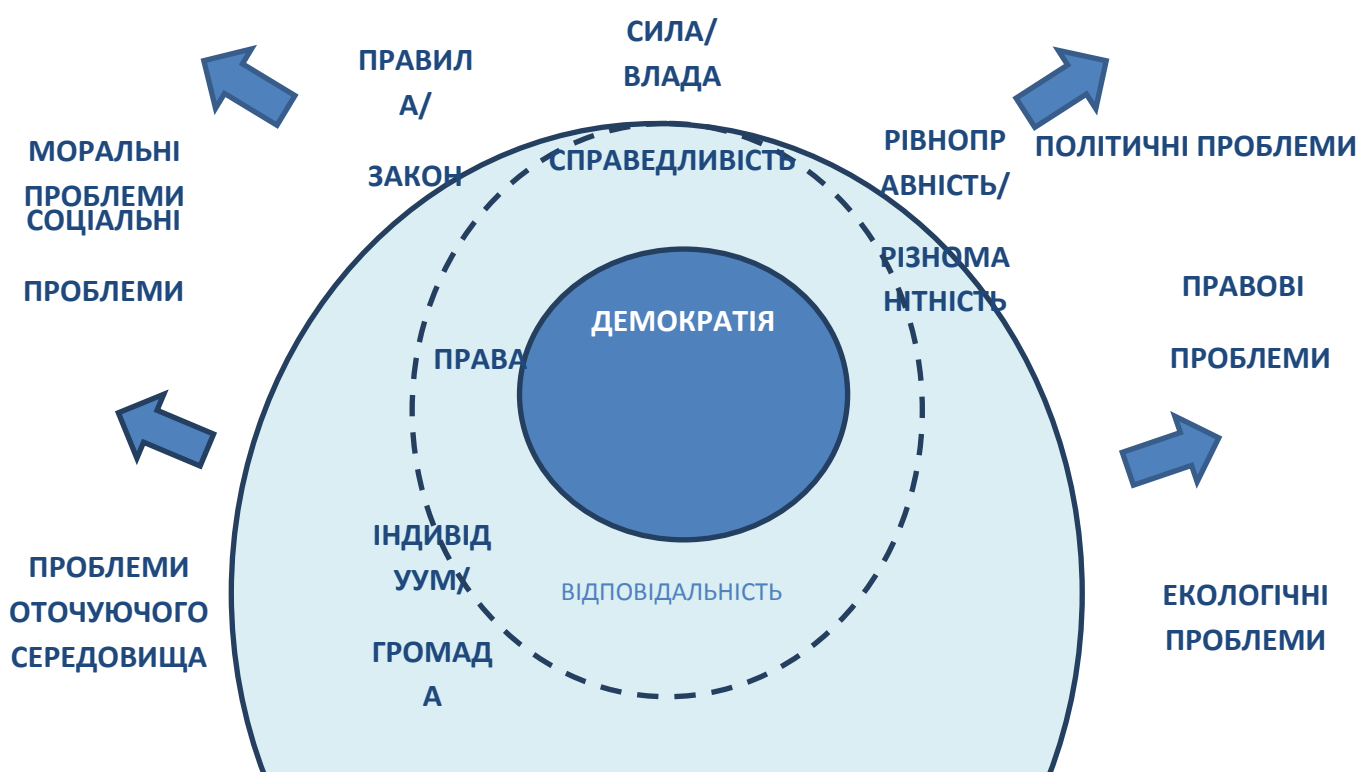 СИЛА/
ВЛАДА
ПРАВИЛ
А/
ЗАКОН
МОРАЛЬНІ
ПРОБЛЕМИ
СОЦІАЛЬНІ
ПРОБЛЕМИ
СПРАВЕДЛИВІСТЬ
РІВНОПР
АВНІСТЬ/
РІЗНОМА
НІТНІСТЬ
ПОЛІТИЧНІ ПРОБЛЕМИ
ПРАВОВІ
ПРОБЛЕМИ
ДЕМОКРАТІЯ
ПРАВА
ІНДИВІД
УУМ/
ГРОМАД
А
ВІДПОВІДАЛЬНІСТЬ
ПРОБЛЕМИ
ОТОЧУЮЧОГО
СЕРЕДОВИЩА
ЕКОЛОГІЧНІ
ПРОБЛЕМИ